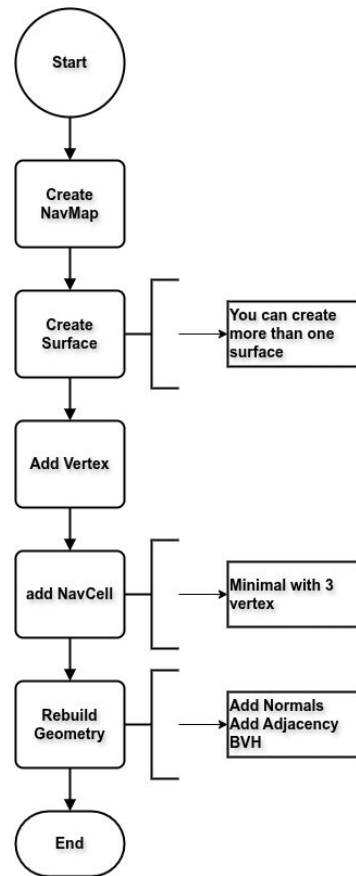 Start
Create
NavMap
Create
Surface
You can create
more than one
surface
Add Vertex
add NavCell
Minimal with 3
vertex
Rebuild
Geometry
Add Normals
Add Adjacency
BVH
End